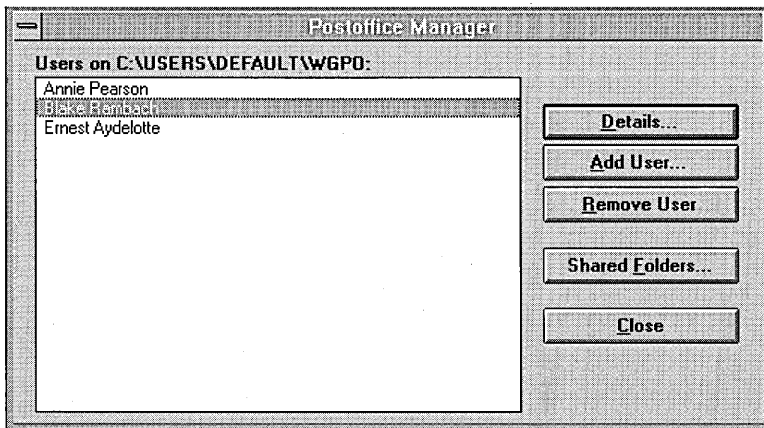 Postoffice Manager
Users on C:\USERS\DEFAULT\WGPO:
Annie Pearson
Blake Rambach
Ernest Aydelotte
Details...
Add User...
Remove User
Shared Folders...
Close